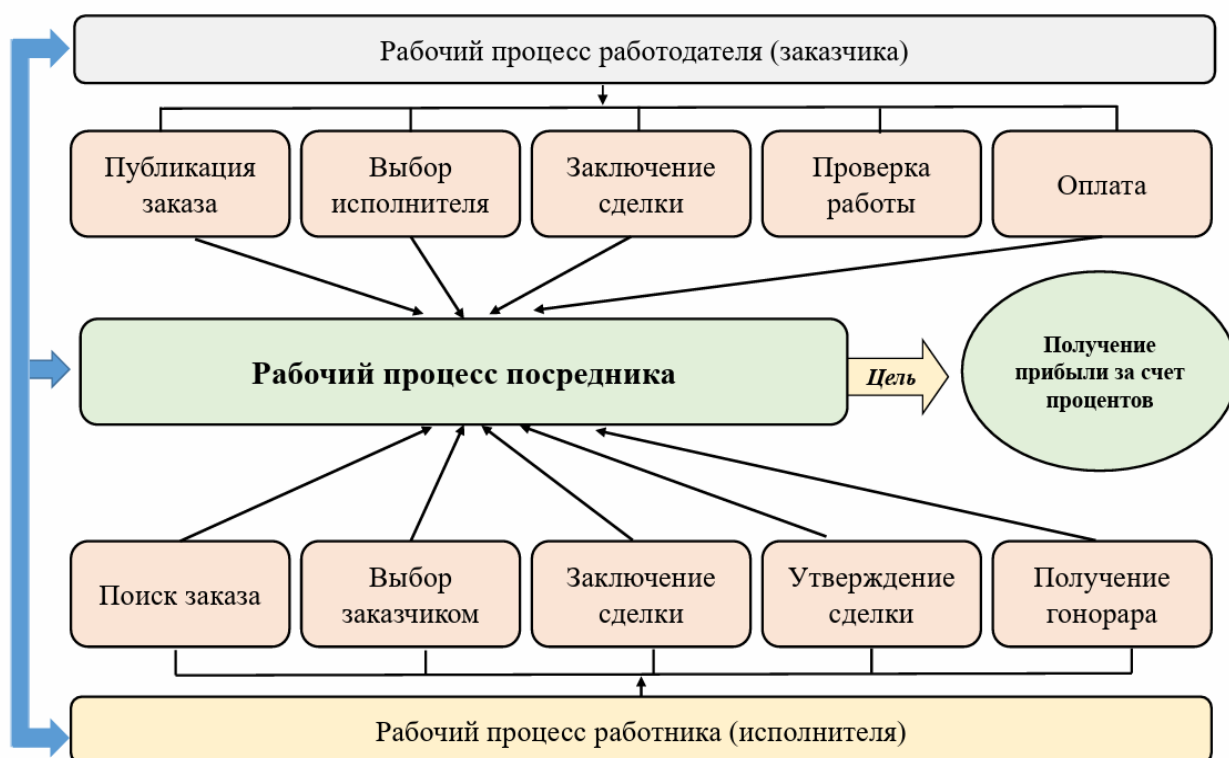 Рабочий процесс работодателя (заказчика)
Публикация
заказа
Выбор
исполнителя
Заключение
сделки
Проверка
работы
Оплата
Рабочий процесс посредника
Цель
Получение
прибыли за счет
процентов
Поиск заказа
Выбор
заказчиком
Заключение
сделки
Утверждение
сделки
Получение
гонорара
Рабочий процесс работника (исполнителя)